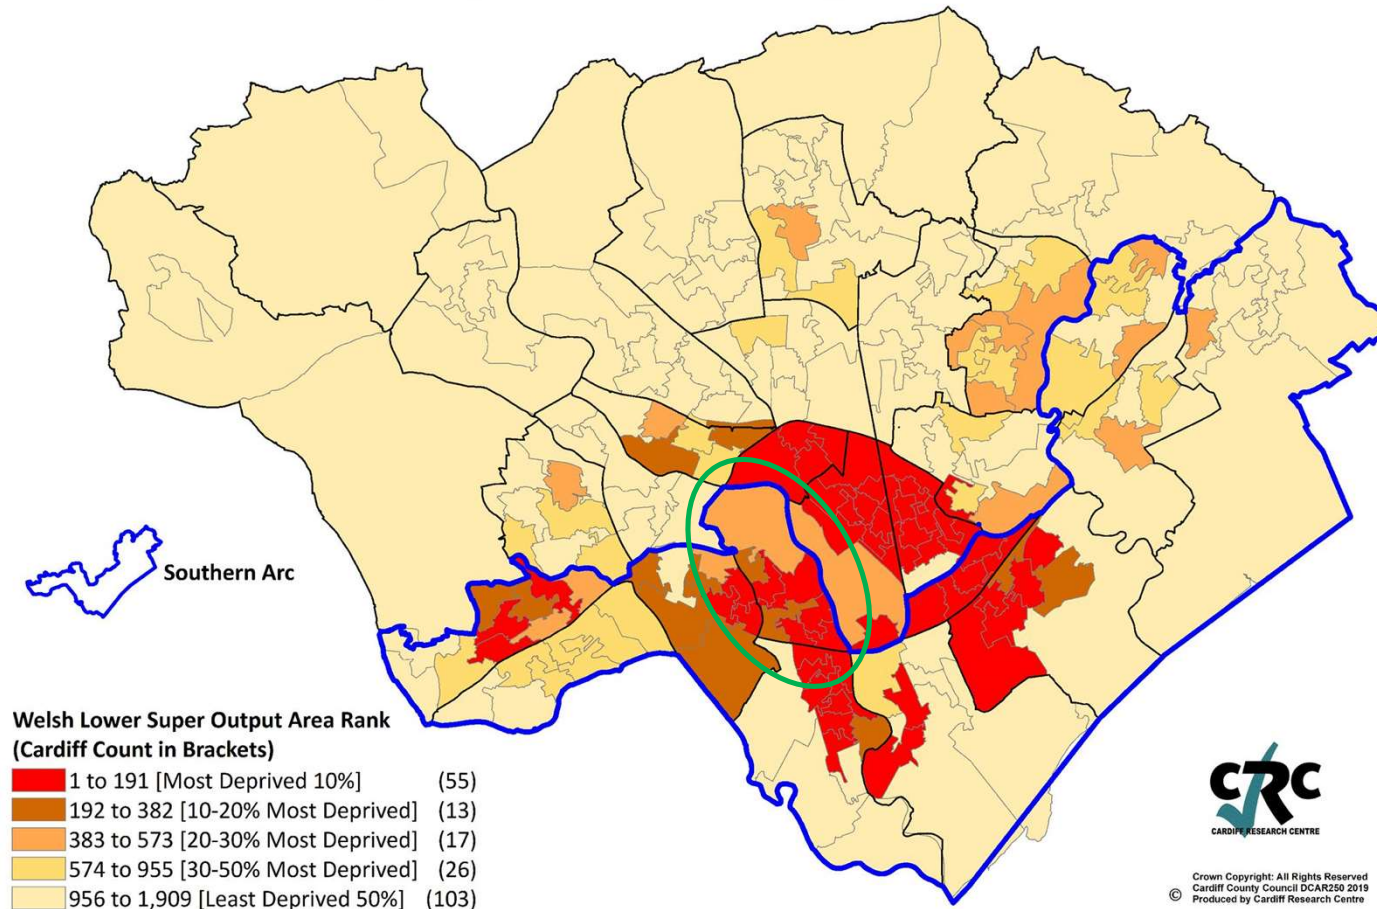 Southern Arc
Welsh Lower Super Output Area Rank
(Cardiff Count in Brackets)
1 to 191 [Most Deprived 10%] (55)
192 to 382 [10-20% Most Deprived] (13)
383 to 573 [20-30% Most Deprived] (17)
574 to 955 [30-50% Most Deprived] (26)
956 to 1,909 [Least Deprived 50%] (103)
CRC
CARDIFF RESEARCH CENTRE
Crown Copyright: All Rights Reserved
Cardiff County Council DCAR250 2019
© Produced by Cardiff Research Centre